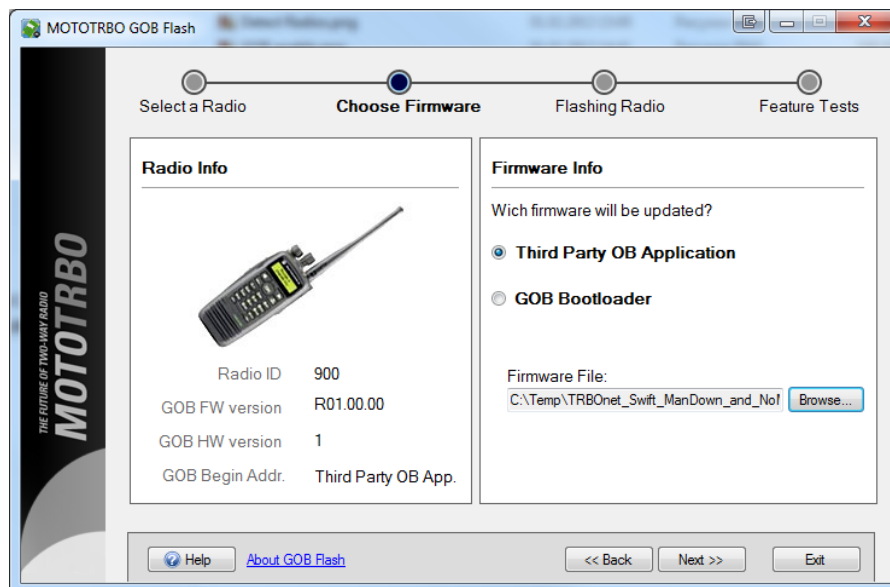 MOTOTRBO GOB Flash
Select a Radio
Choose Firmware
Flashing Radio
Feature Tests
THE FUTURE OF TWO-WAY RADIO
MOTOTRBO
Radio Info
Radio ID 900
GOB FW version R01.00.00
GOB HW version 1
GOB Begin Addr. Third Party OB App.
Firmware Info
Wich firmware will be updated?
Third Party OB Application
GOB Bootloader
Firmware File:
C:\Temp\TRBOnet_Swift_ManDown_and_No
Browse...
Help
About GOB Flash
<< Back
Next >>
Exit